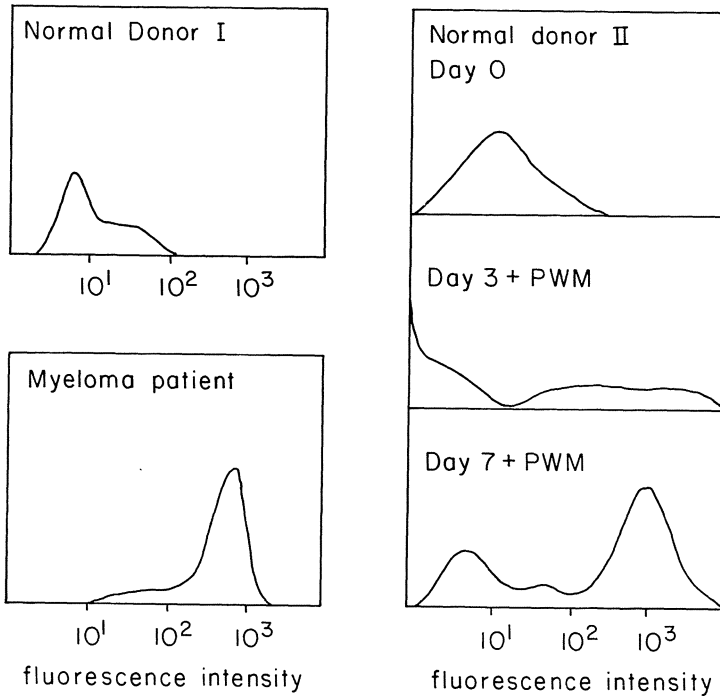 Normal Donor I
10¹ 10² 10³
Myeloma patient
10¹ 10² 10³
fluorescence intensity
Normal donor II
Day 0
Day 3 + PWM
Day 7 + PWM
10¹ 10² 10³
fluorescence intensity